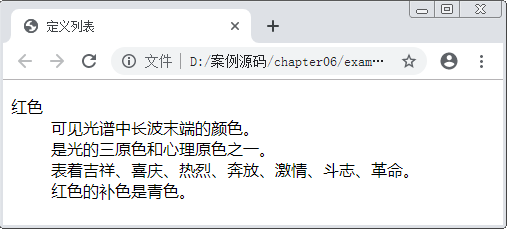 定义列表
文件 | D:/案例源码/chapter06/exam…
红色
可见光谱中长波末端的颜色。
是光的三原色和心理原色之一。
表着吉祥、喜庆、热烈、奔放、激情、斗志、革命。
红色的补色是青色。